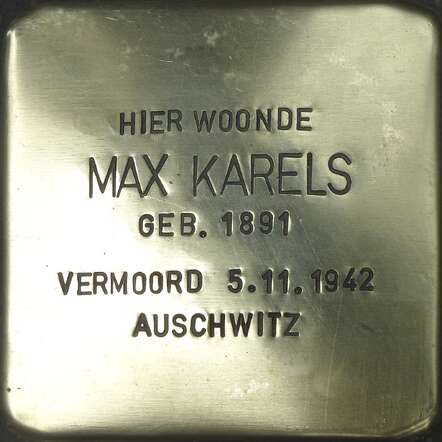 HIER WOONDE
MAX KARELS
GEB. 1891
VERMOORD 5.11.1942
AUSCHWITZ